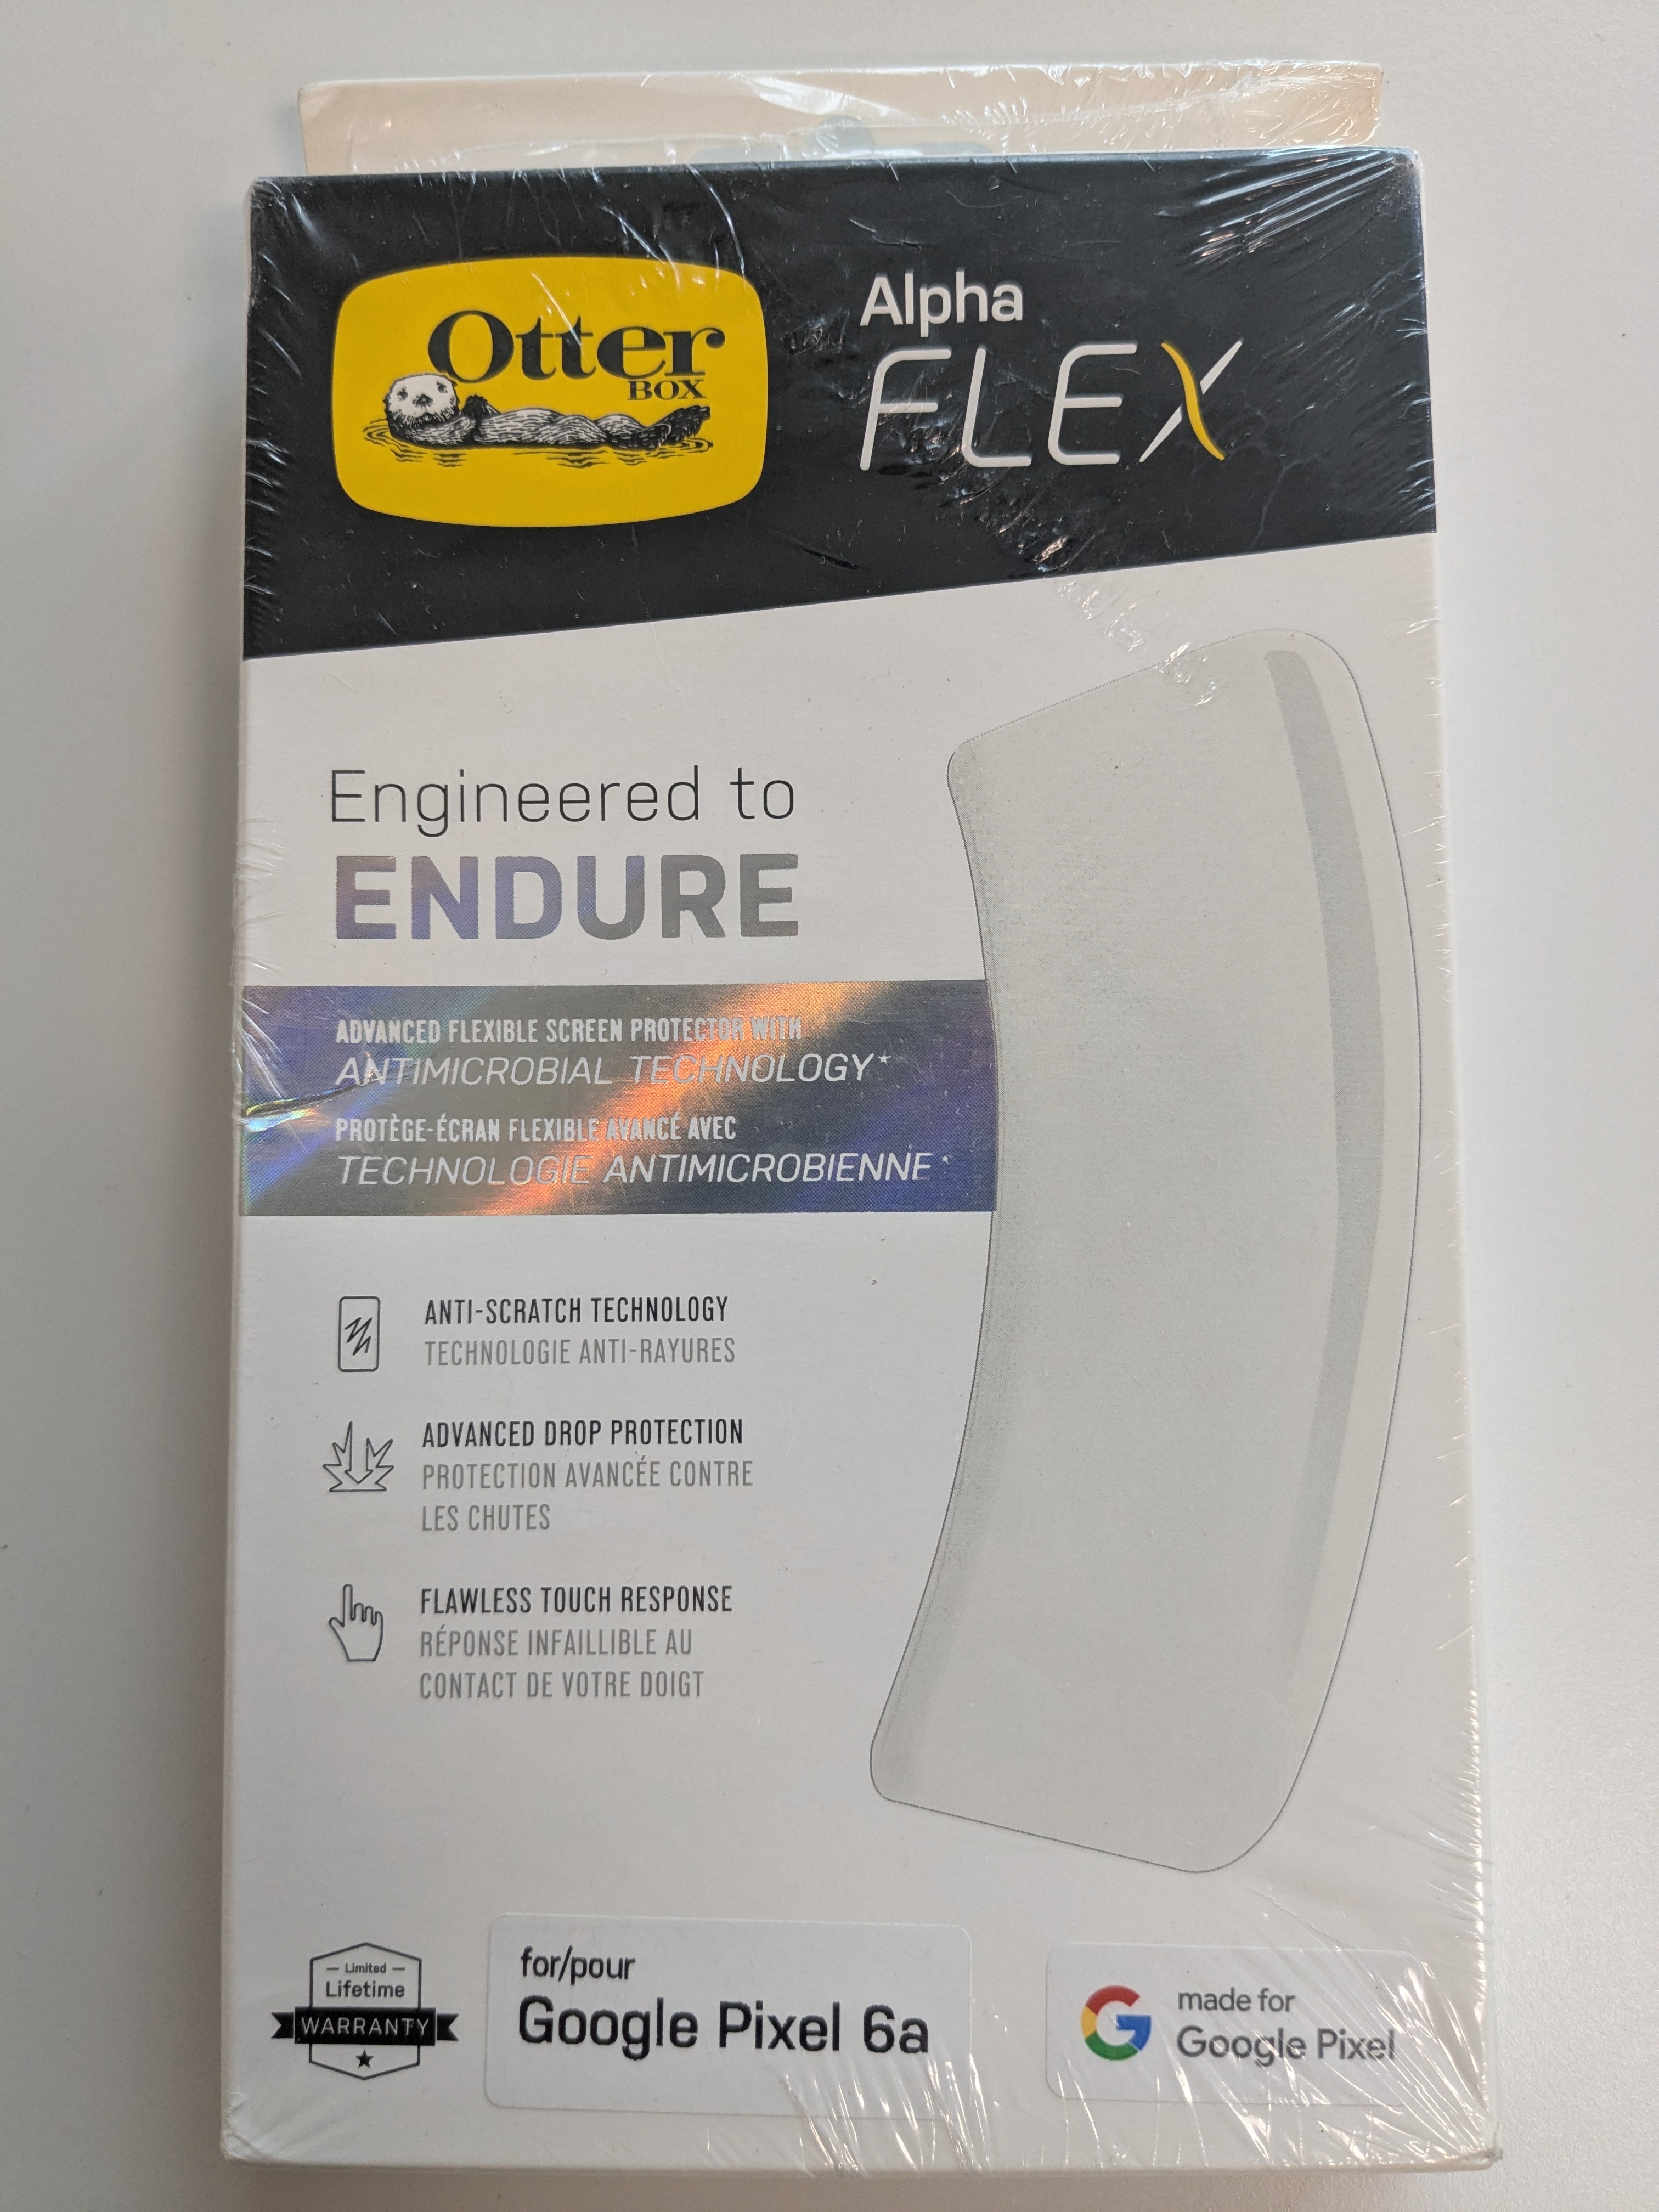 Otter
BOX
Alpha
FLEX
Engineered to
ENDURE
ADVANCED FLEXIBLE SCREEN PROTECTOR WITH
ANTIMICROBIAL TECHNOLOGY*
PROTÈGE-ÉCRAN FLEXIBLE AVANCÉ AVEC
TECHNOLOGIE ANTIMICROBIENNE*
ANTI-SCRATCH TECHNOLOGY
TECHNOLOGIE ANTI-RAYURES
ADVANCED DROP PROTECTION
PROTECTION AVANCÉE CONTRE
LES CHUTES
FLAWLESS TOUCH RESPONSE
RÉPONSE INFAILLIBLE AU
CONTACT DE VOTRE DOIGT
Limited
Lifetime
WARRANTY
for/pour
Google Pixel 6a
G
made for
Google Pixel